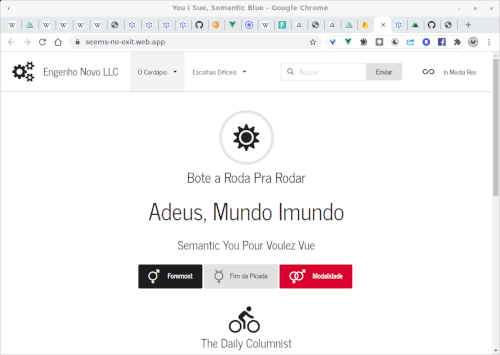 You I Sue, Semantic Blue - Google Chrome
seems-no-exit.web.app
Engenho Novo LLC
O Cardápio
Escolhas Difíceis
Buscar
Enviar
In Media Res
Bote a Roda Pra Rodar
Adeus, Mundo Imundo
Semantic You Pour Voulez Vue
Foremost
Fim da Picada
Modalidade
The Daily Columnist